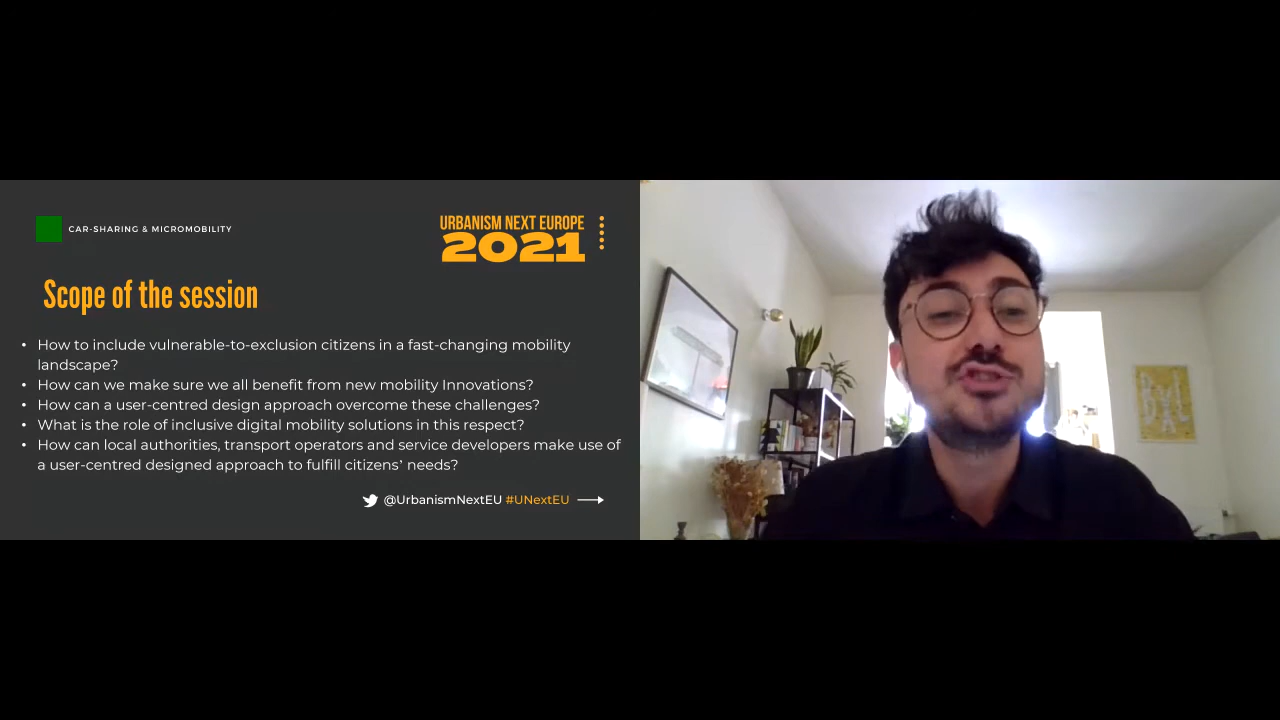 CAR-SHARING & MICROMOBILITY
URBANISM NEXT EUROPE
2021
Scope of the session
• How to include vulnerable-to-exclusion citizens in a fast-changing mobility
landscape?
• How can we make sure we all benefit from new mobility Innovations?
• How can a user-centred design approach overcome these challenges?
• What is the role of inclusive digital mobility solutions in this respect?
• How can local authorities, transport operators and service developers make use of
a user-centred designed approach to fulfill citizens’ needs?
@UrbanismNextEU #UNextEU